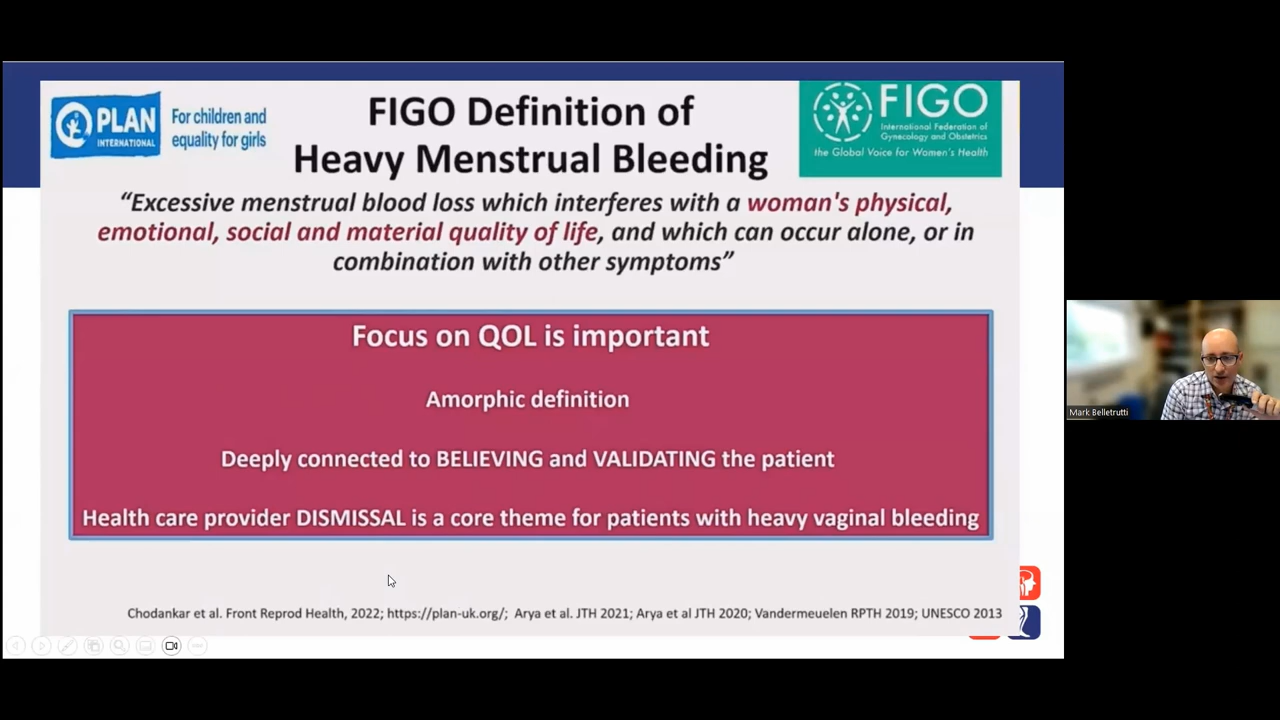 PLAN
INTERNATIONAL
For children and
equality for girls
FIGO Definition of
Heavy Menstrual Bleeding
FIGO
International Federation of
Gynecology and Obstetrics
the Global Voice for Women's Health
“Excessive menstrual blood loss which interferes with a woman's physical,
emotional, social and material quality of life, and which can occur alone, or in
combination with other symptoms”
Focus on QOL is important
Amorphic definition
Deeply connected to BELIEVING and VALIDATING the patient
Health care provider DISMISSAL is a core theme for patients with heavy vaginal bleeding
Chodankar et al. Front Reprod Health, 2022; https://plan-uk.org/; Arya et al. JTH 2021; Arya et al JTH 2020; Vandermeuelen RPTH 2019; UNESCO 2013
Mark Belletrutti